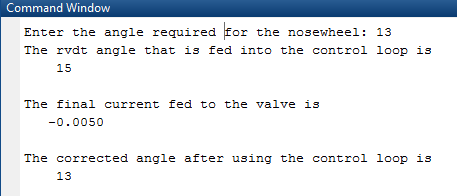 Command Window
Enter the angle required for the nosewheel: 13
The rvdt angle that is fed into the control loop is
15
The final current fed to the valve is
-0.0050
The corrected angle after using the control loop is
13